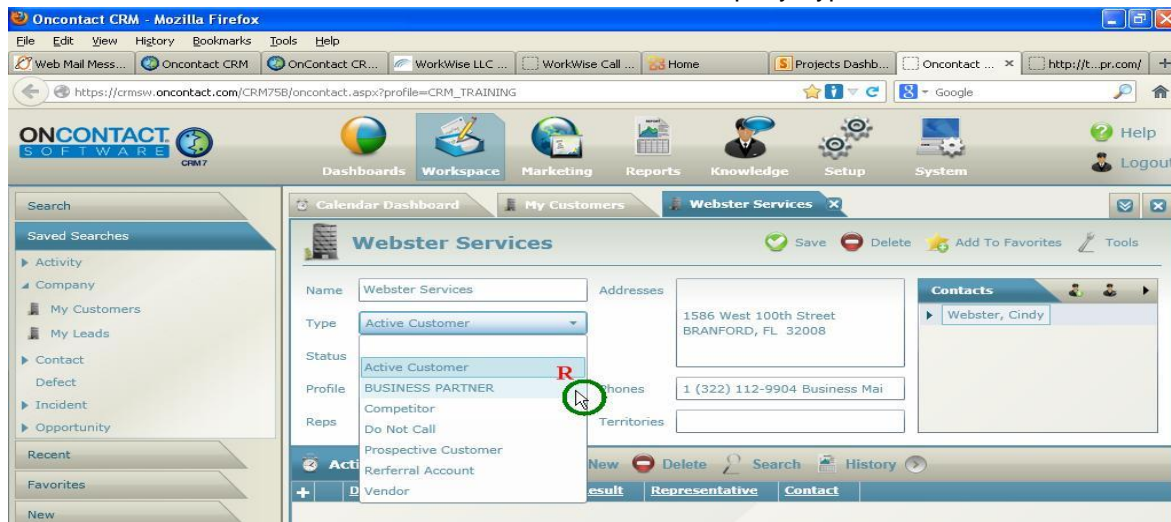 Oncontact CRM - Mozilla Firefox
File Edit View History Bookmarks Tools Help
Web Mail Mess... Oncontact CRM OnContact CR... WorkWise LLC ... WorkWise Call ... Home Projects Dashb... Oncontact ... × http://t...pr.com/ +
https://crmsw.oncontact.com/CRM75B/oncontact.aspx?profile=CRM_TRAINING Google
ONCONTACT
SOFTWARE
CRM7
Dashboards Workspace Marketing Reports Knowledge Setup System
Help
Logout
Search
Saved Searches
Activity
Company
My Customers
My Leads
Contact
Defect
Incident
Opportunity
Recent
Favorites
New
Calendar Dashboard My Customers Webster Services X
Webster Services Save Delete Add To Favorites Tools
Name Webster Services
Type Active Customer
Status
Profile
Reps
Active Customer
R
BUSINESS PARTNER
Competitor
Do Not Call
Prospective Customer
Rerferral Account
Vendor
Addresses
1586 West 100th Street
BRANFORD, FL 32008
Phones 1 (322) 112-9904 Business Mai
Territories
Contacts
Webster, Cindy
New Delete Search History
Representative Contact